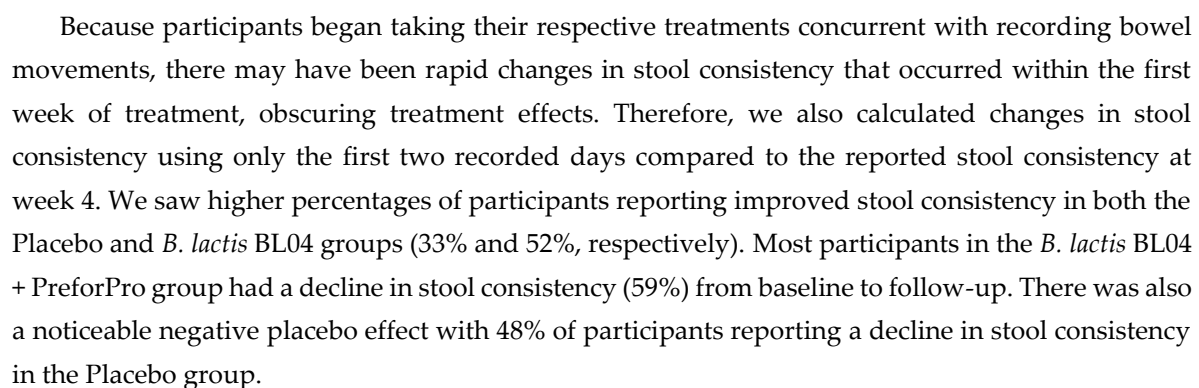 Because participants began taking their respective treatments concurrent with recording bowel
movements, there may have been rapid changes in stool consistency that occurred within the first
week of treatment, obscuring treatment effects. Therefore, we also calculated changes in stool
consistency using only the first two recorded days compared to the reported stool consistency at
week 4. We saw higher percentages of participants reporting improved stool consistency in both the
Placebo and B. lactis BL04 groups (33% and 52%, respectively). Most participants in the B. lactis BL04
+ PreforPro group had a decline in stool consistency (59%) from baseline to follow-up. There was also
a noticeable negative placebo effect with 48% of participants reporting a decline in stool consistency
in the Placebo group.